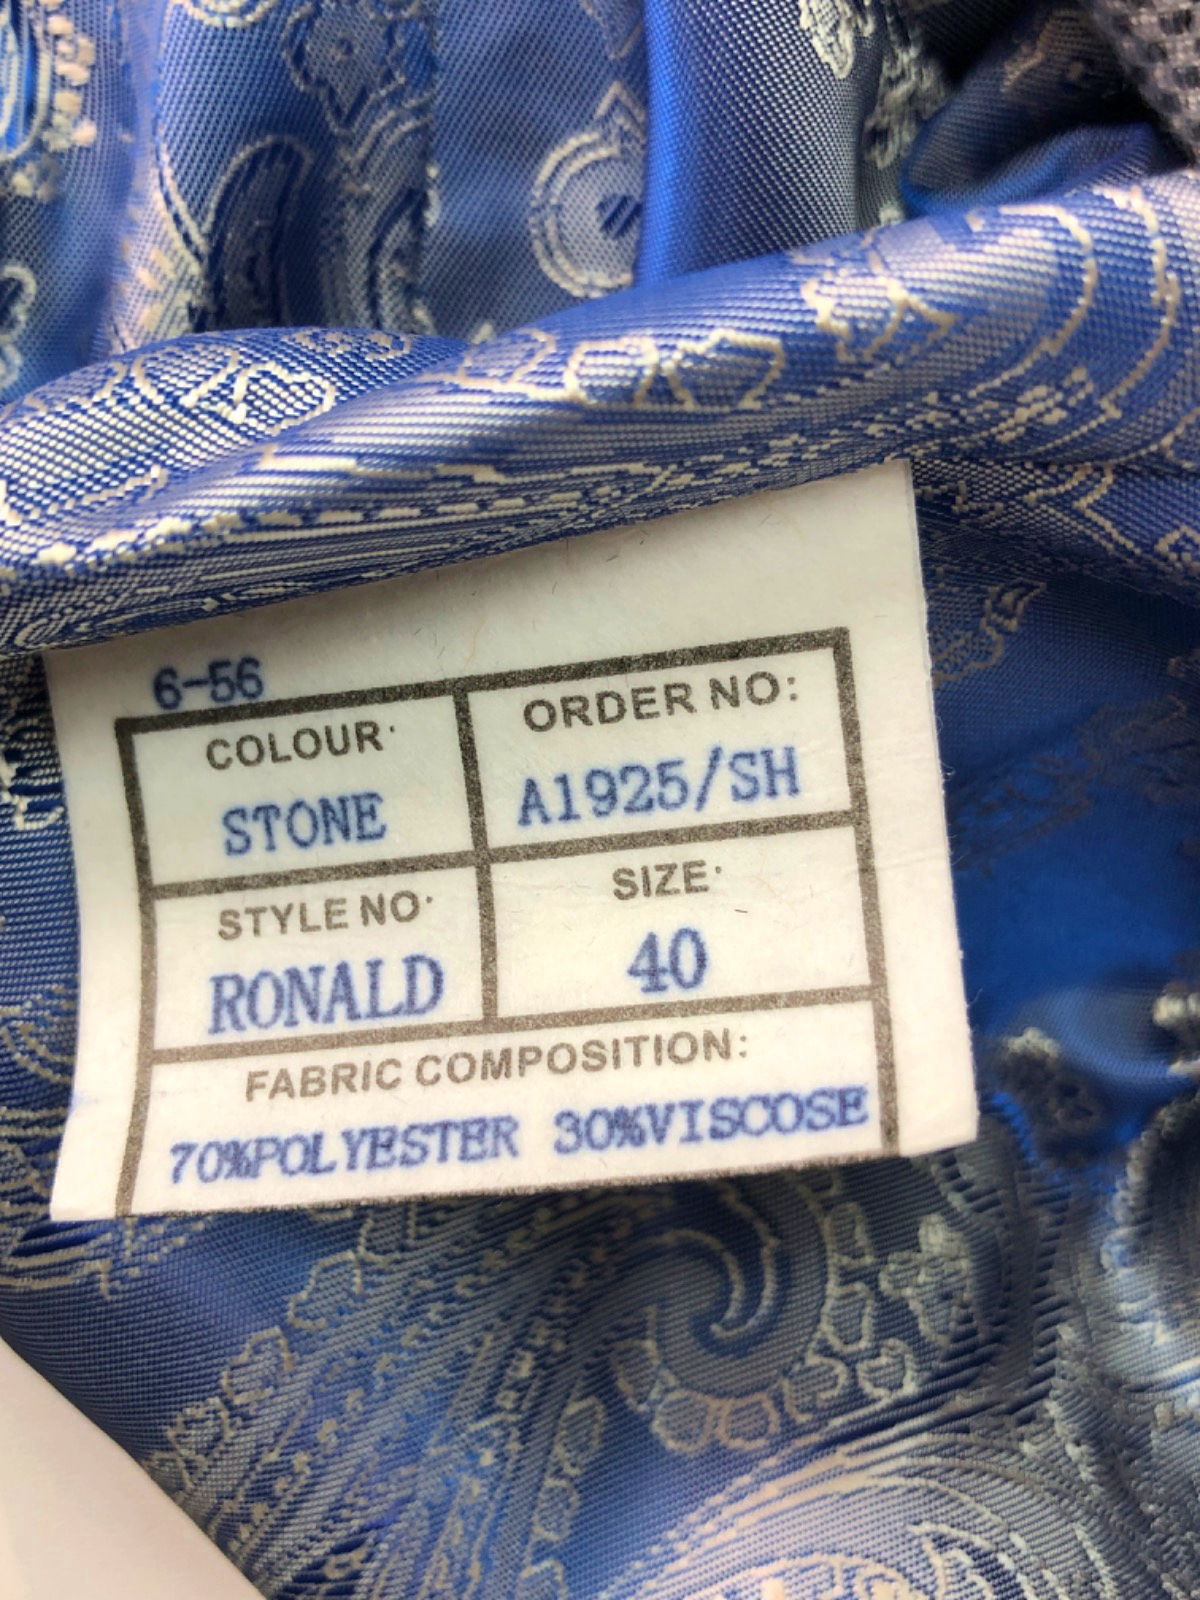 6-56
COLOUR:
STONE
ORDER NO:
A1925/SH
STYLE NO:
RONALD
SIZE:
40
FABRIC COMPOSITION:
70%POLYESTER 30%VISCOSE